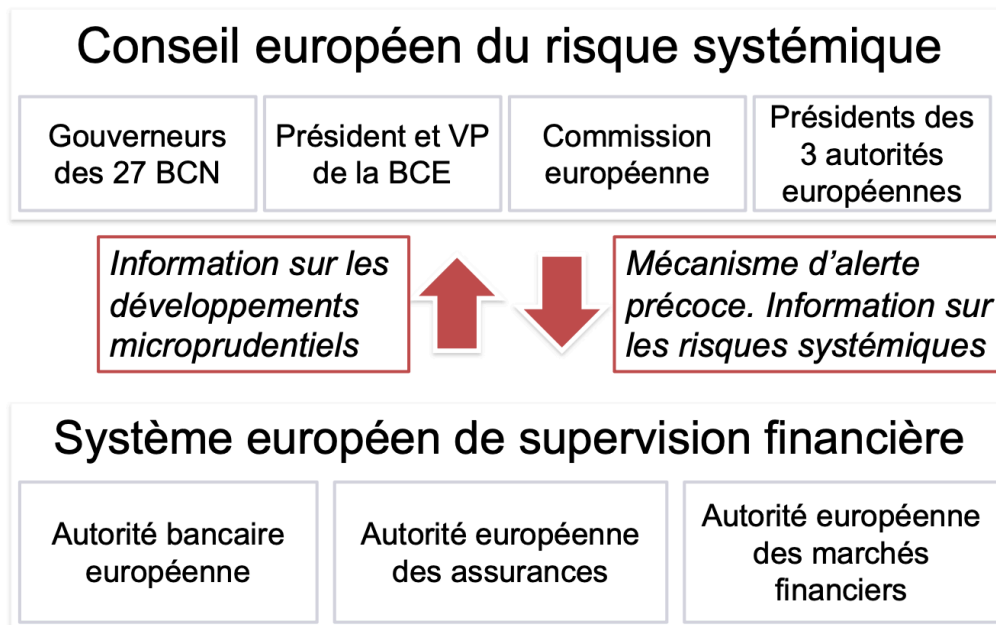 Conseil européen du risque systémique
Gouverneurs
des 27 BCN
Président et VP
de la BCE
Commission
européenne
Présidents des
3 autorités
européennes
Information sur les
développements
microprudentiels
Mécanisme d’alerte
précoce. Information sur
les risques systémiques
Système européen de supervision financière
Autorité bancaire
européenne
Autorité européenne
des assurances
Autorité européenne
des marchés
financiers